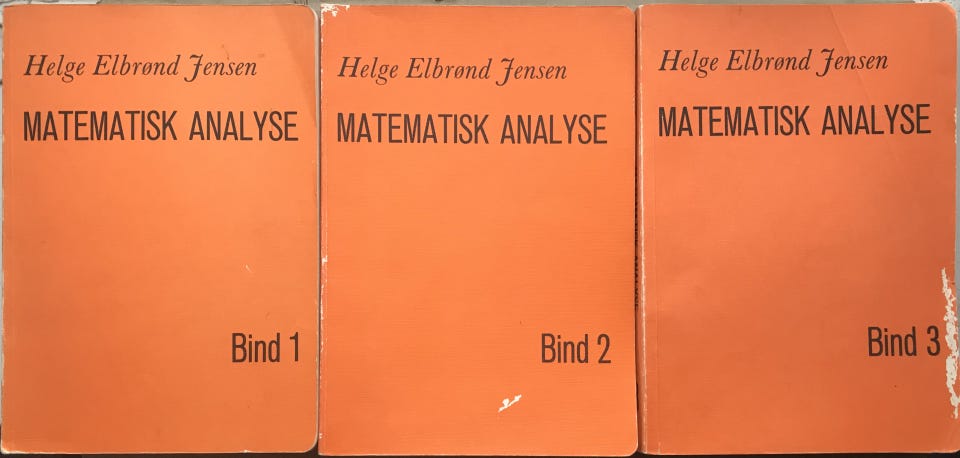 Helge Elbrønd Jensen
MATEMATISK ANALYSE
Bind 1
Helge Elbrønd Jensen
MATEMATISK ANALYSE
Bind 2
Helge Elbrønd Jensen
MATEMATISK ANALYSE
Bind 3